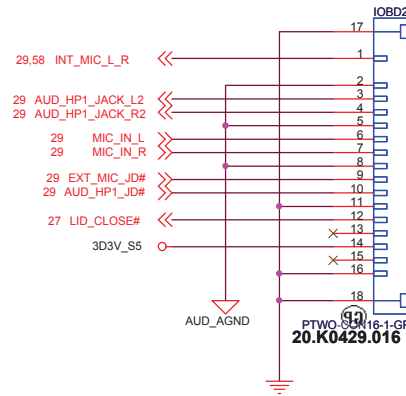 IOBD2
17
29,58 INT_MIC_L_R 1
2
29 AUD_HP1_JACK_L2 3
29 AUD_HP1_JACK_R2 4
5
29 MIC_IN_L 6
29 MIC_IN_R 7
8
29 EXT_MIC_JD# 9
29 AUD_HP1_JD# 10
11
27 LID_CLOSE# 12
13
3D3V_S5 14
15
16
18
AUD_AGND
PTWO-CON16-1-GP
20.K0429.016